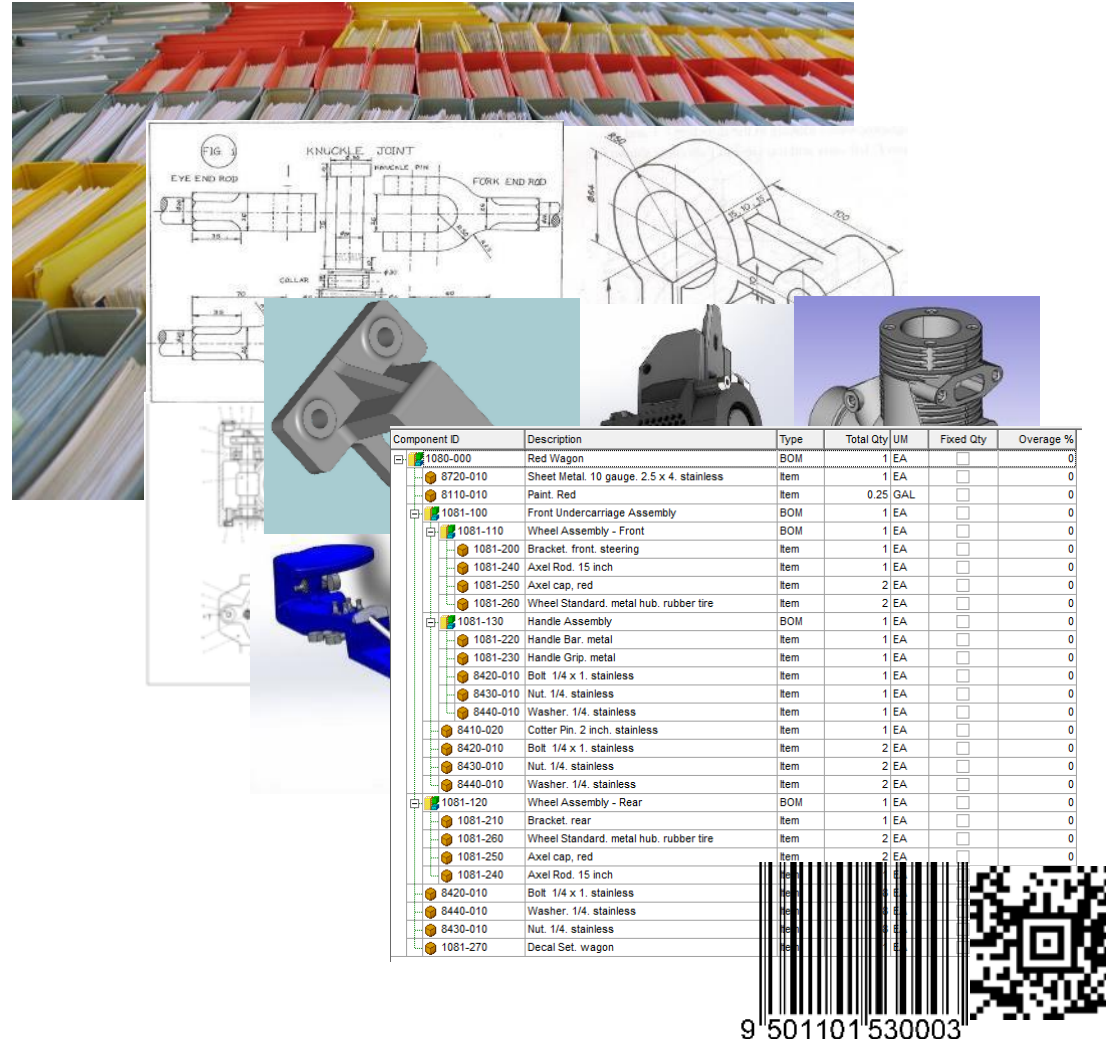 FIG. 1
KNUCKLE JOINT
KNUCKLE PIN
EYE END ROD
FORK END ROD
COLLAR
35
70
35
60
R50
100
15 10 15
Component ID Description Type Total Qty UM Fixed Qty Overage %
1080-000 Red Wagon BOM 1 EA 0
8720-010 Sheet Metal. 10 gauge. 2.5 x 4. stainless Item 1 EA 0
8110-010 Paint. Red Item 0.25 GAL 0
1081-100 Front Undercarriage Assembly BOM 1 EA 0
1081-110 Wheel Assembly - Front BOM 1 EA 0
1081-200 Bracket. front. steering Item 1 EA 0
1081-240 Axel Rod. 15 inch Item 1 EA 0
1081-250 Axel cap, red Item 2 EA 0
1081-260 Wheel Standard. metal hub. rubber tire Item 2 EA 0
1081-130 Handle Assembly BOM 1 EA 0
1081-220 Handle Bar. metal Item 1 EA 0
1081-230 Handle Grip. metal Item 1 EA 0
8420-010 Bolt 1/4 x 1. stainless Item 1 EA 0
8430-010 Nut. 1/4. stainless Item 1 EA 0
8440-010 Washer. 1/4. stainless Item 1 EA 0
8410-020 Cotter Pin. 2 inch. stainless Item 1 EA 0
8420-010 Bolt 1/4 x 1. stainless Item 2 EA 0
8430-010 Nut. 1/4. stainless Item 2 EA 0
8440-010 Washer. 1/4. stainless Item 2 EA 0
1081-120 Wheel Assembly - Rear BOM 1 EA 0
1081-210 Bracket. rear Item 1 EA 0
1081-260 Wheel Standard. metal hub. rubber tire Item 2 EA 0
1081-250 Axel cap, red Item 2 EA 0
1081-240 Axel Rod. 15 inch
8420-010 Bolt 1/4 x 1. stainless
8440-010 Washer. 1/4. stainless
8430-010 Nut. 1/4. stainless
1081-270 Decal Set. wagon
9 501101 530003